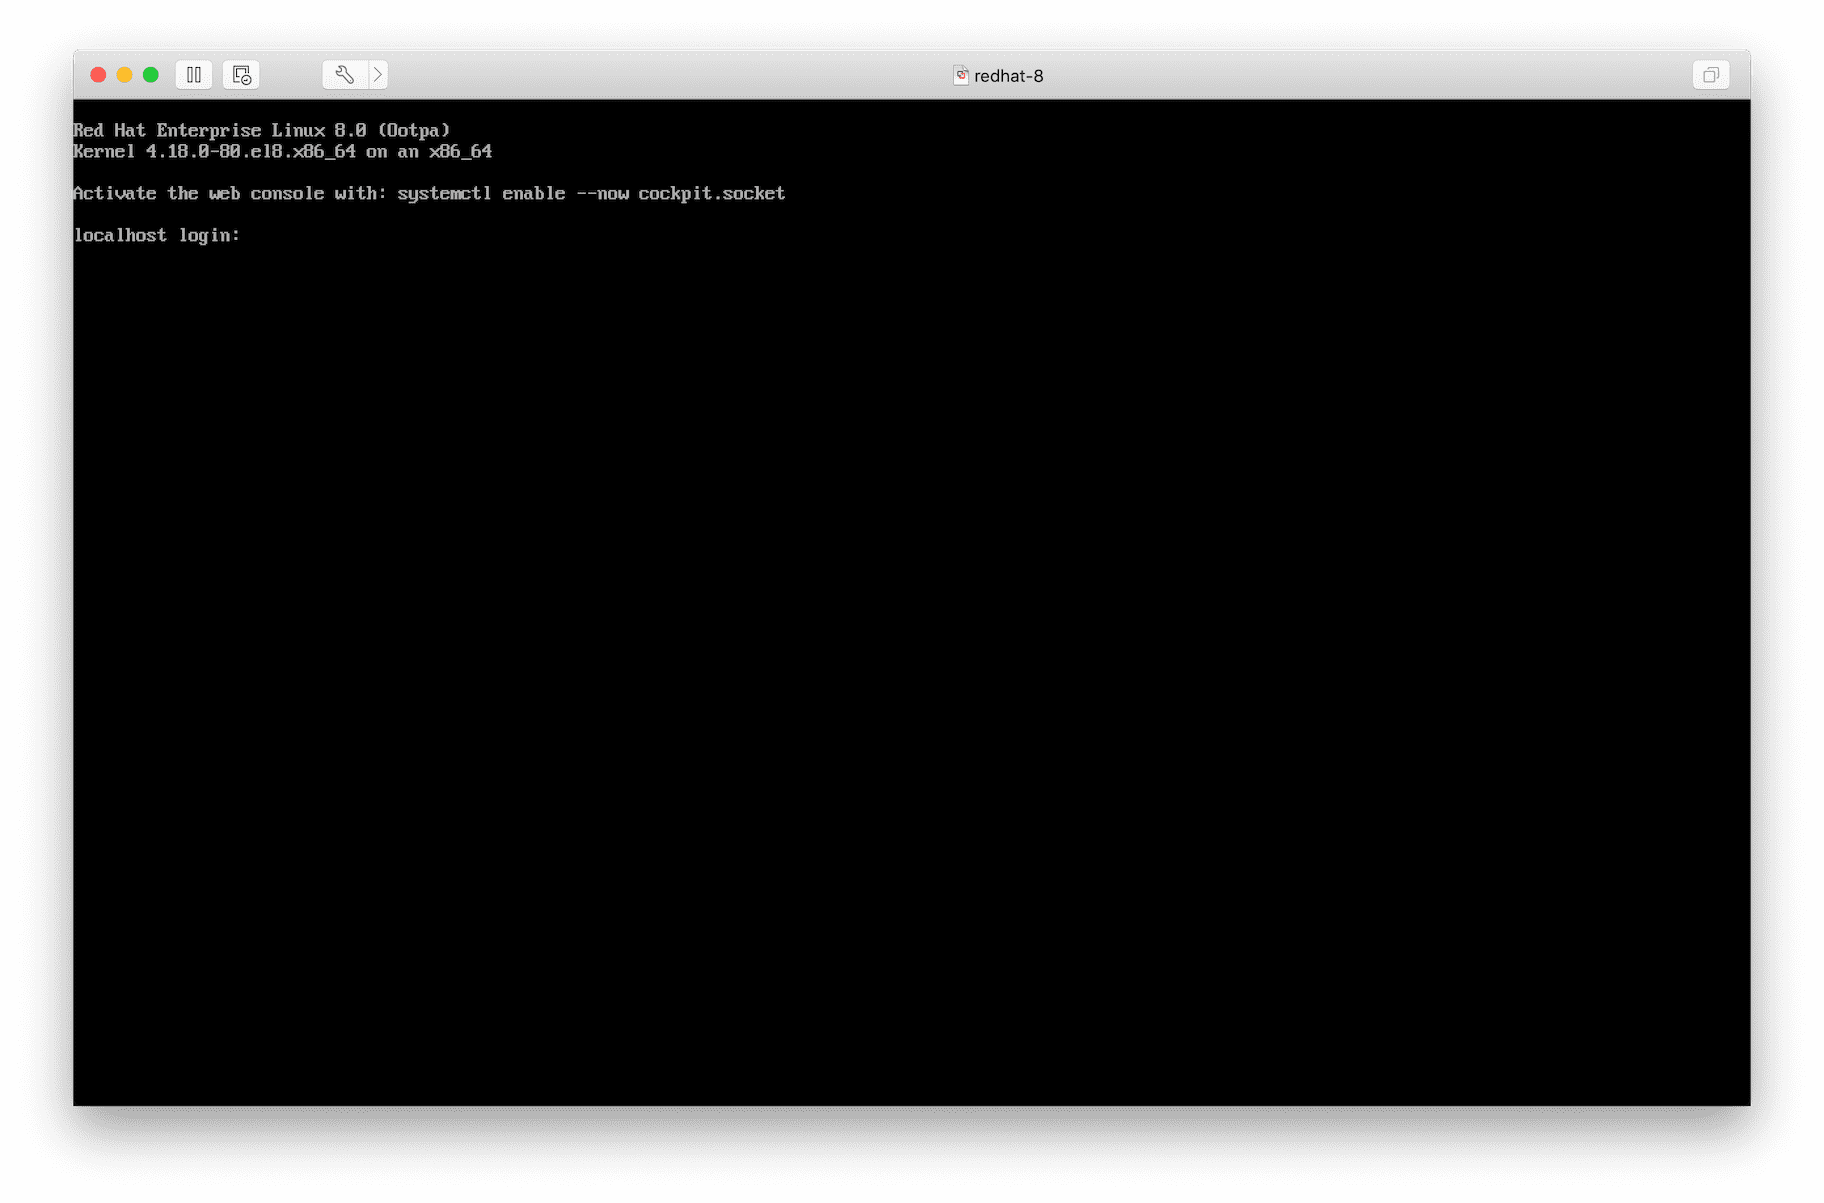 redhat-8
Red Hat Enterprise Linux 8.0 (Ootpa)
Kernel 4.18.0-80.el8.x86_64 on an x86_64
Activate the web console with: systemctl enable --now cockpit.socket
localhost login: